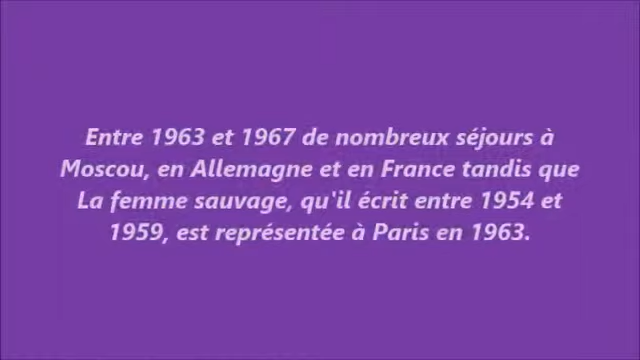 Entre 1963 et 1967 de nombreux séjours à
Moscou, en Allemagne et en France tandis que
La femme sauvage, qu'il écrit entre 1954 et
1959, est représentée à Paris en 1963.